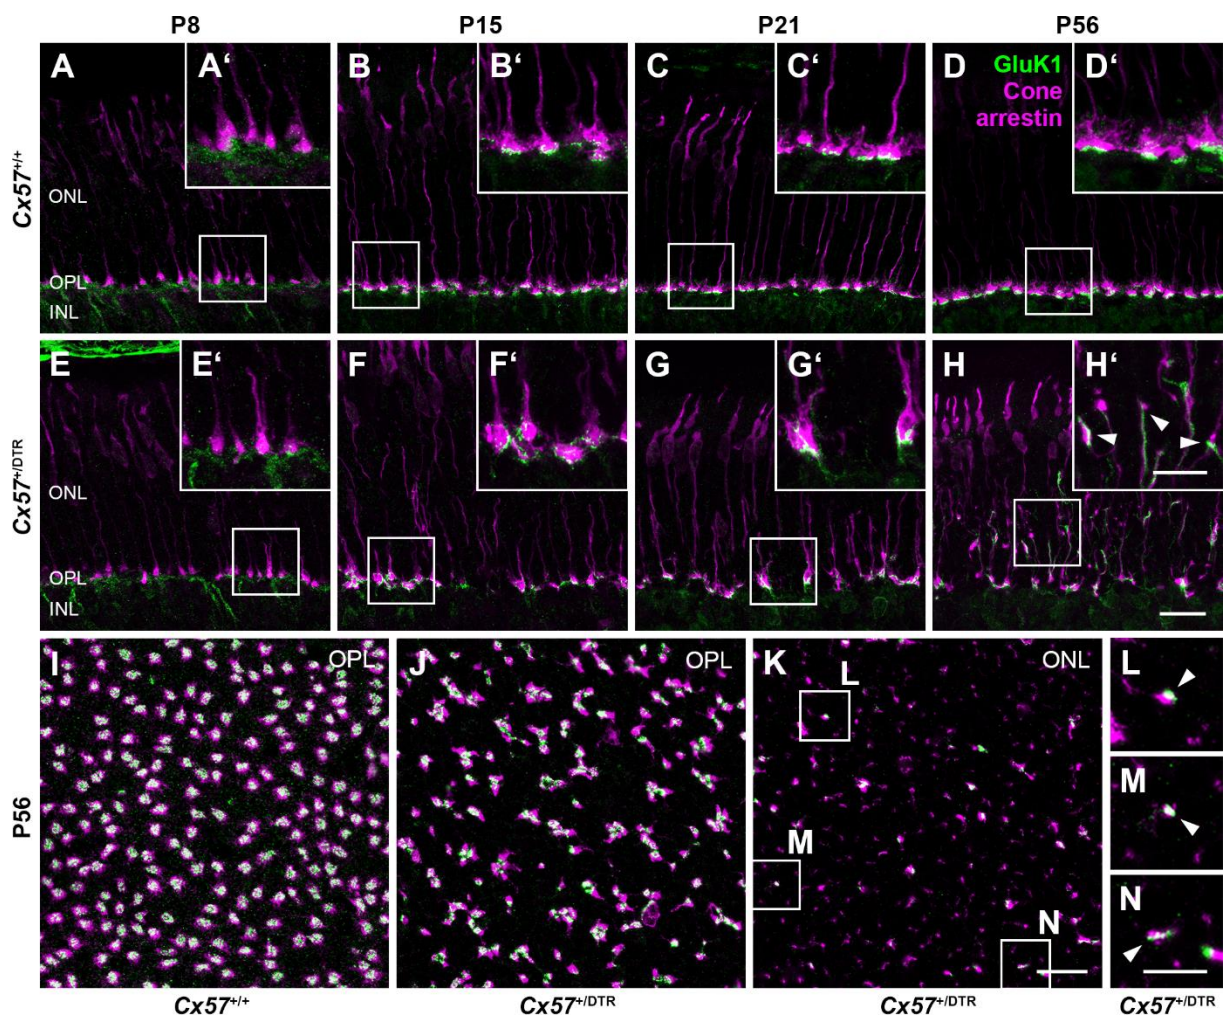 P8 P15 P21 P56
A A‘ B B‘ C C‘ D GluK1 D‘
Cone
arrestin
Cx57+/+
ONL
OPL
INL
E E‘ F F‘ G G‘ H H‘
Cx57+/DTR
ONL
OPL
INL
I OPL J OPL K L ONL L
P56
M M
N N
Cx57+/+ Cx57+/DTR Cx57+/DTR Cx57+/DTR